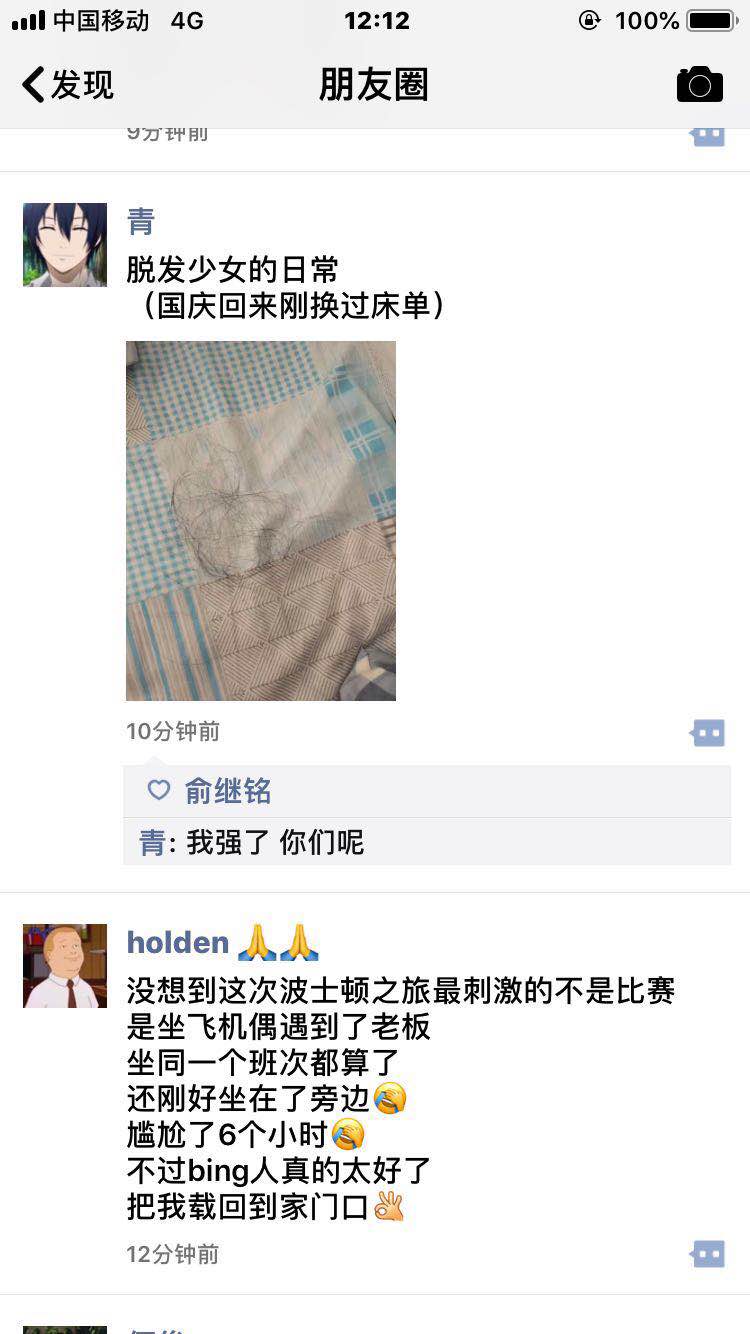 中国移动 4G 12:12 100%
发现 朋友圈
9分钟前
青
脱发少女的日常
（国庆回来刚换过床单）
10分钟前
俞继铭
青: 我强了 你们呢
holden 🙏🙏
没想到这次波士顿之旅最刺激的不是比赛
是坐飞机偶遇到了老板
坐同一个班次都算了
还刚好坐在了旁边🤣
尴尬了6个小时🤣
不过bing人真的太好了
把我载回到家门口👌
12分钟前